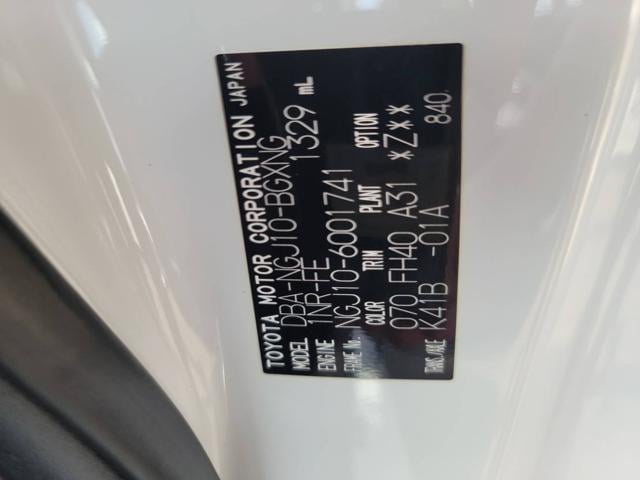 TOYOTA MOTOR CORPORATION JAPAN
MODEL DBA-NGJ10-BGXNG
ENGINE 1NR-FE 1329 mL
FRAME No. NGJ10-6001741
COLOR TRIM PLANT OPTION
070 FH40 A31 *Z**
TRANS/AXLE K41B -01A 840